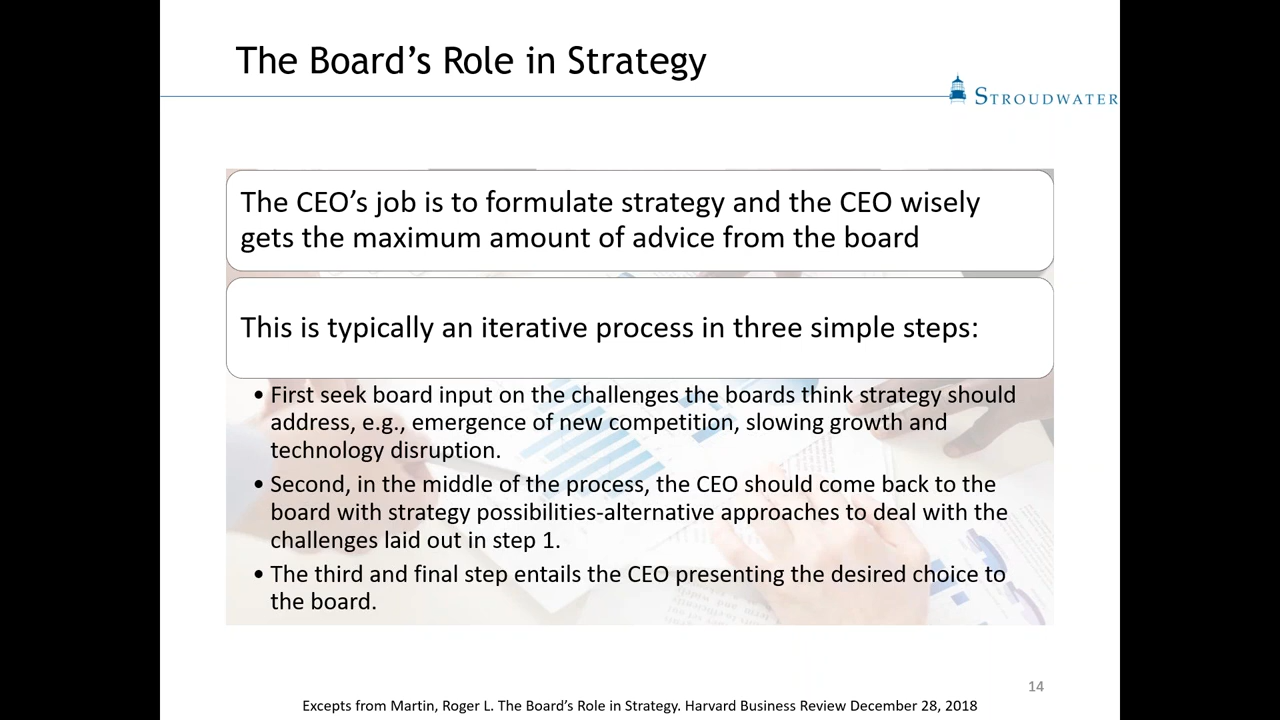 The Board’s Role in Strategy
STROUDWATER
The CEO’s job is to formulate strategy and the CEO wisely
gets the maximum amount of advice from the board
This is typically an iterative process in three simple steps:
• First seek board input on the challenges the boards think strategy should
address, e.g., emergence of new competition, slowing growth and
technology disruption.
• Second, in the middle of the process, the CEO should come back to the
board with strategy possibilities-alternative approaches to deal with the
challenges laid out in step 1.
• The third and final step entails the CEO presenting the desired choice to
the board.
14
Excepts from Martin, Roger L. The Board’s Role in Strategy. Harvard Business Review December 28, 2018